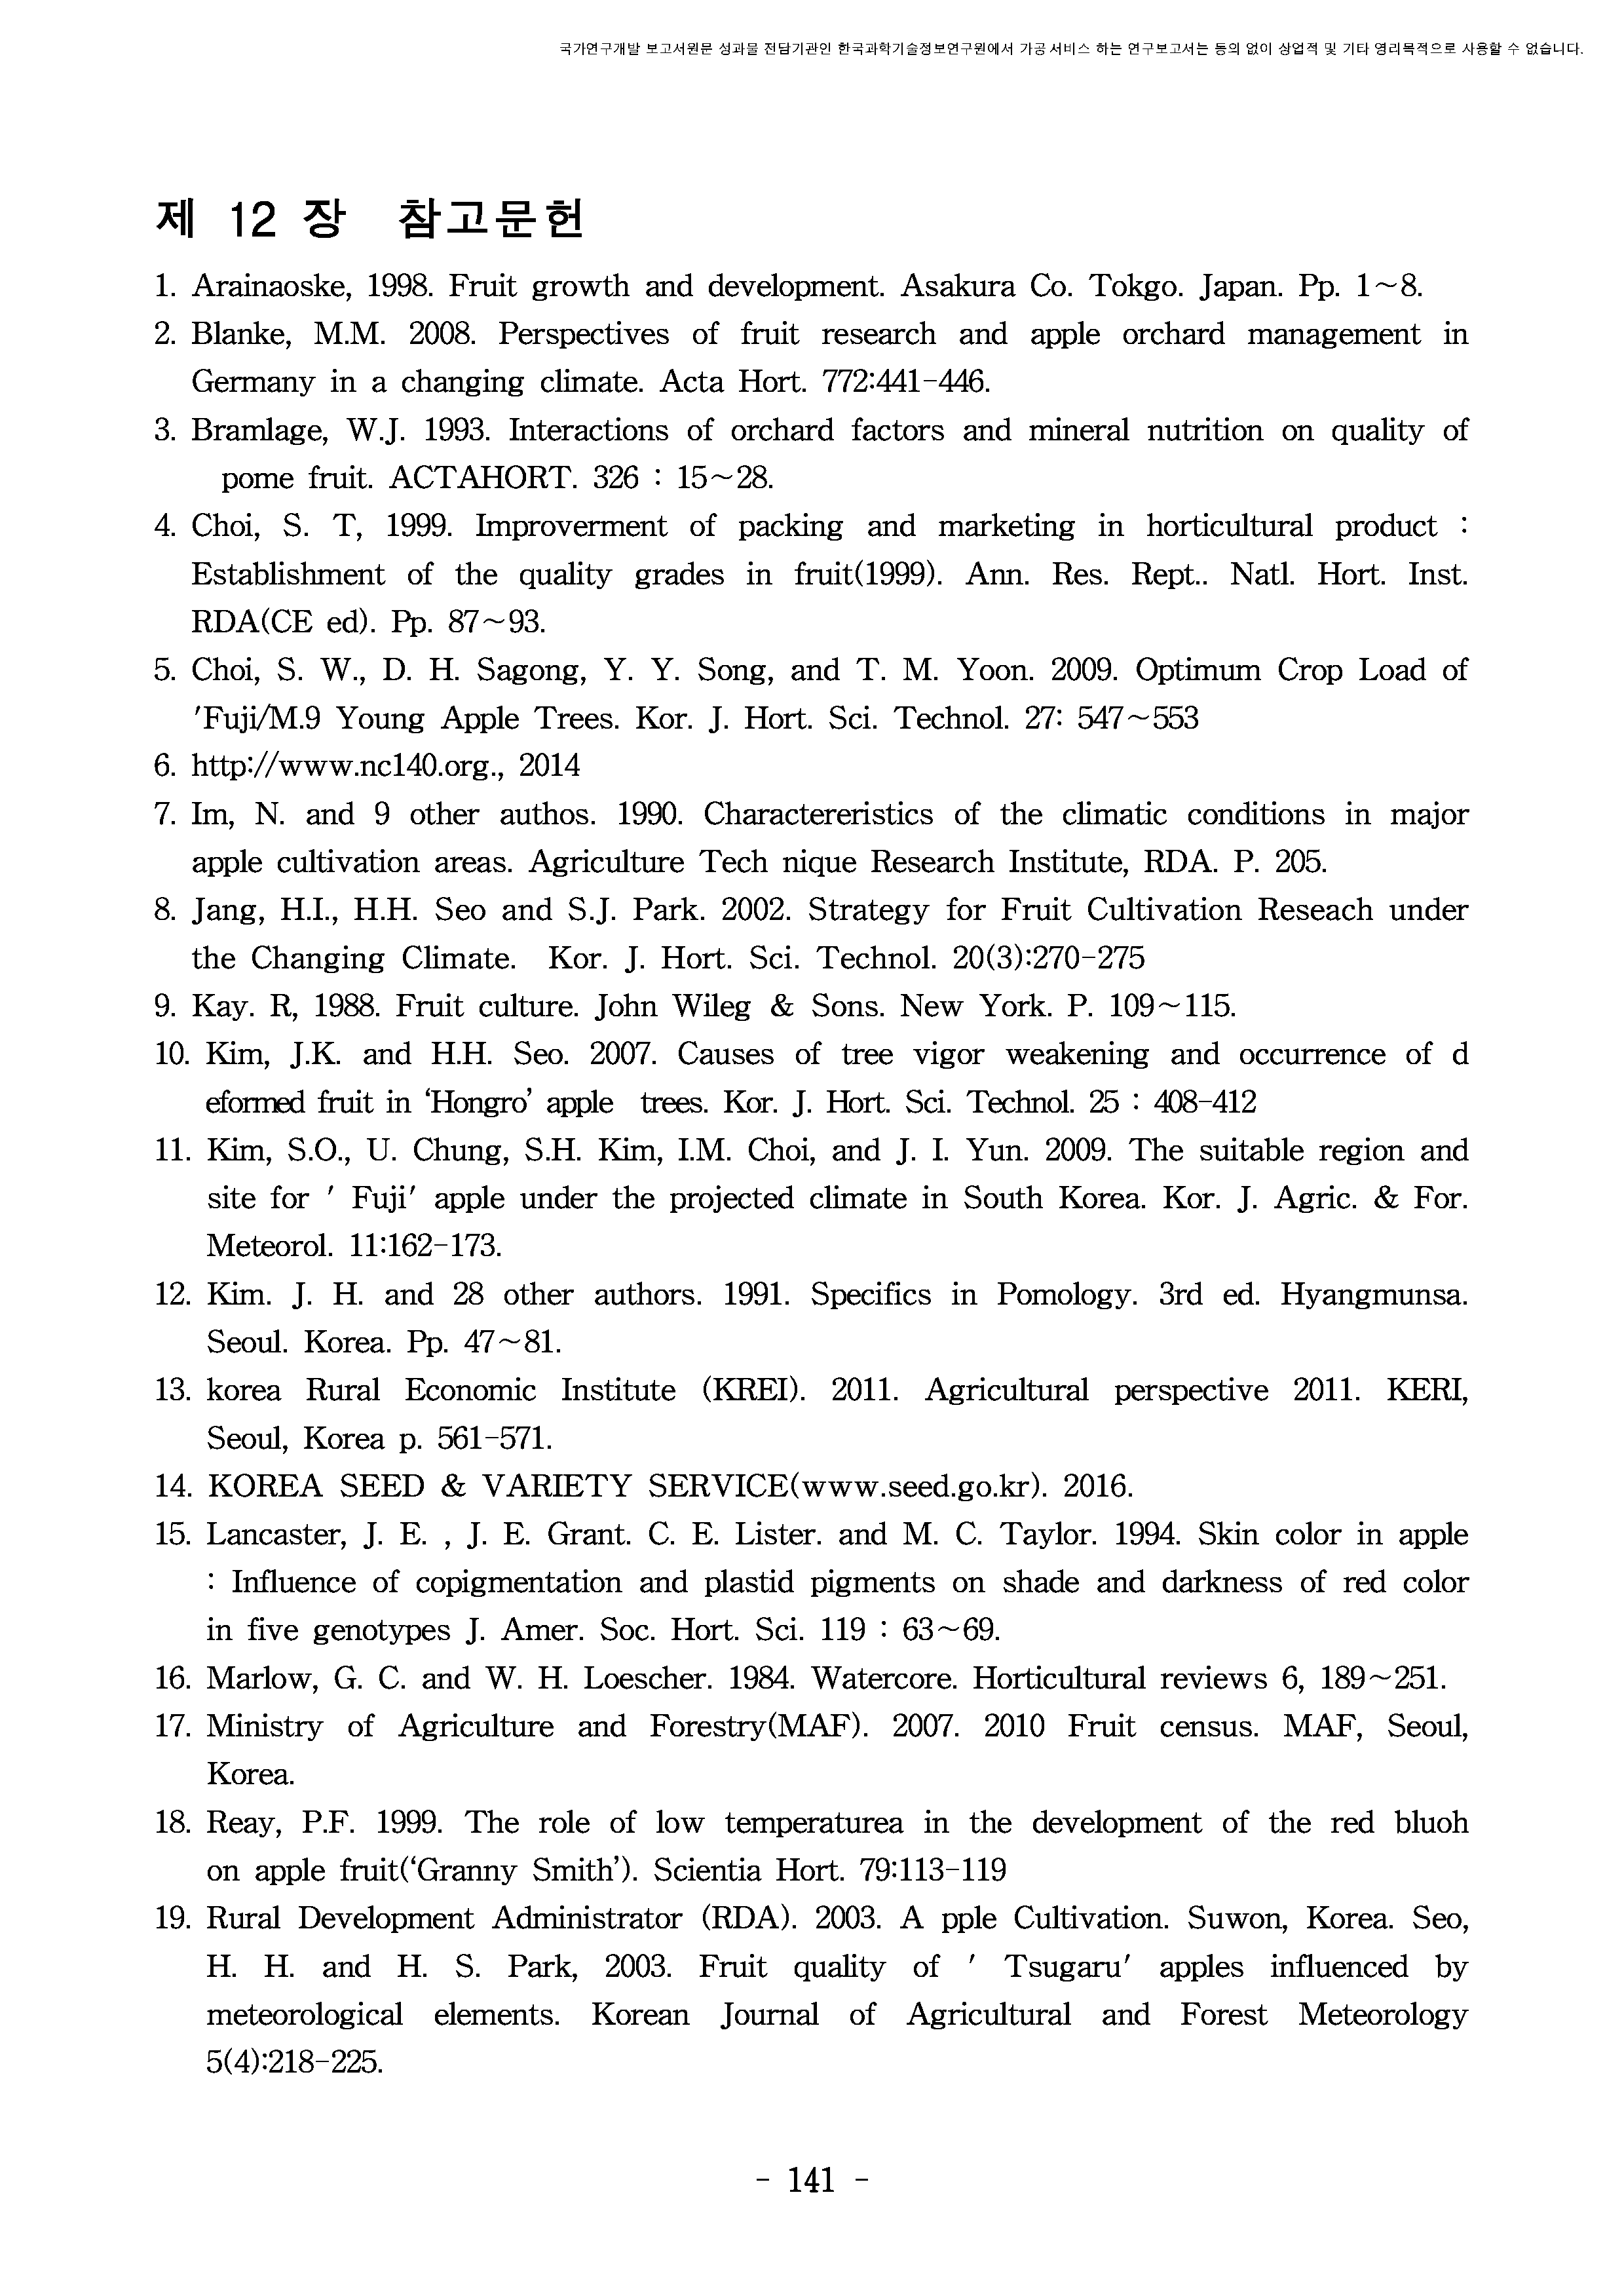 국가연구개발 보고서원문 성과물 전담기관인 한국과학기술정보연구원에서 가공·서비스 하는 연구보고서는 동의 없이 상업적 및 기타 영리목적으로 사용할 수 없습니다.
제 12 장 참고문헌
1. Arainaoske, 1998. Fruit growth and development. Asakura Co. Tokgo. Japan. Pp. 1~8.
2. Blanke, M.M. 2008. Perspectives of fruit research and apple orchard management in
Germany in a changing climate. Acta Hort. 772:441-446.
3. Bramlage, W.J. 1993. Interactions of orchard factors and mineral nutrition on quality of
pome fruit. ACTAHORT. 326 : 15~28.
4. Choi, S. T, 1999. Improverment of packing and marketing in horticultural product :
Establishment of the quality grades in fruit(1999). Ann. Res. Rept.. Natl. Hort. Inst.
RDA(CE ed). Pp. 87~93.
5. Choi, S. W., D. H. Sagong, Y. Y. Song, and T. M. Yoon. 2009. Optimum Crop Load of
'Fuji/M.9 Young Apple Trees. Kor. J. Hort. Sci. Technol. 27: 547~553
6. http://www.nc140.org., 2014
7. Im, N. and 9 other authos. 1990. Charactereristics of the climatic conditions in major
apple cultivation areas. Agriculture Tech nique Research Institute, RDA. P. 205.
8. Jang, H.I., H.H. Seo and S.J. Park. 2002. Strategy for Fruit Cultivation Reseach under
the Changing Climate. Kor. J. Hort. Sci. Technol. 20(3):270-275
9. Kay. R, 1988. Fruit culture. John Wileg & Sons. New York. P. 109~115.
10. Kim, J.K. and H.H. Seo. 2007. Causes of tree vigor weakening and occurrence of d
eformed fruit in ‘Hongro’ apple trees. Kor. J. Hort. Sci. Technol. 25 : 408-412
11. Kim, S.O., U. Chung, S.H. Kim, I.M. Choi, and J. I. Yun. 2009. The suitable region and
site for ' Fuji' apple under the projected climate in South Korea. Kor. J. Agric. & For.
Meteorol. 11:162-173.
12. Kim. J. H. and 28 other authors. 1991. Specifics in Pomology. 3rd ed. Hyangmunsa.
Seoul. Korea. Pp. 47~81.
13. korea Rural Economic Institute (KREI). 2011. Agricultural perspective 2011. KERI,
Seoul, Korea p. 561-571.
14. KOREA SEED & VARIETY SERVICE(www.seed.go.kr). 2016.
15. Lancaster, J. E. , J. E. Grant. C. E. Lister. and M. C. Taylor. 1994. Skin color in apple
: Influence of copigmentation and plastid pigments on shade and darkness of red color
in five genotypes J. Amer. Soc. Hort. Sci. 119 : 63~69.
16. Marlow, G. C. and W. H. Loescher. 1984. Watercore. Horticultural reviews 6, 189~251.
17. Ministry of Agriculture and Forestry(MAF). 2007. 2010 Fruit census. MAF, Seoul,
Korea.
18. Reay, P.F. 1999. The role of low temperaturea in the development of the red bluoh
on apple fruit(‘Granny Smith’). Scientia Hort. 79:113-119
19. Rural Development Administrator (RDA). 2003. A pple Cultivation. Suwon, Korea. Seo,
H. H. and H. S. Park, 2003. Fruit quality of ' Tsugaru' apples influenced by
meteorological elements. Korean Journal of Agricultural and Forest Meteorology
5(4):218-225.
- 141 -